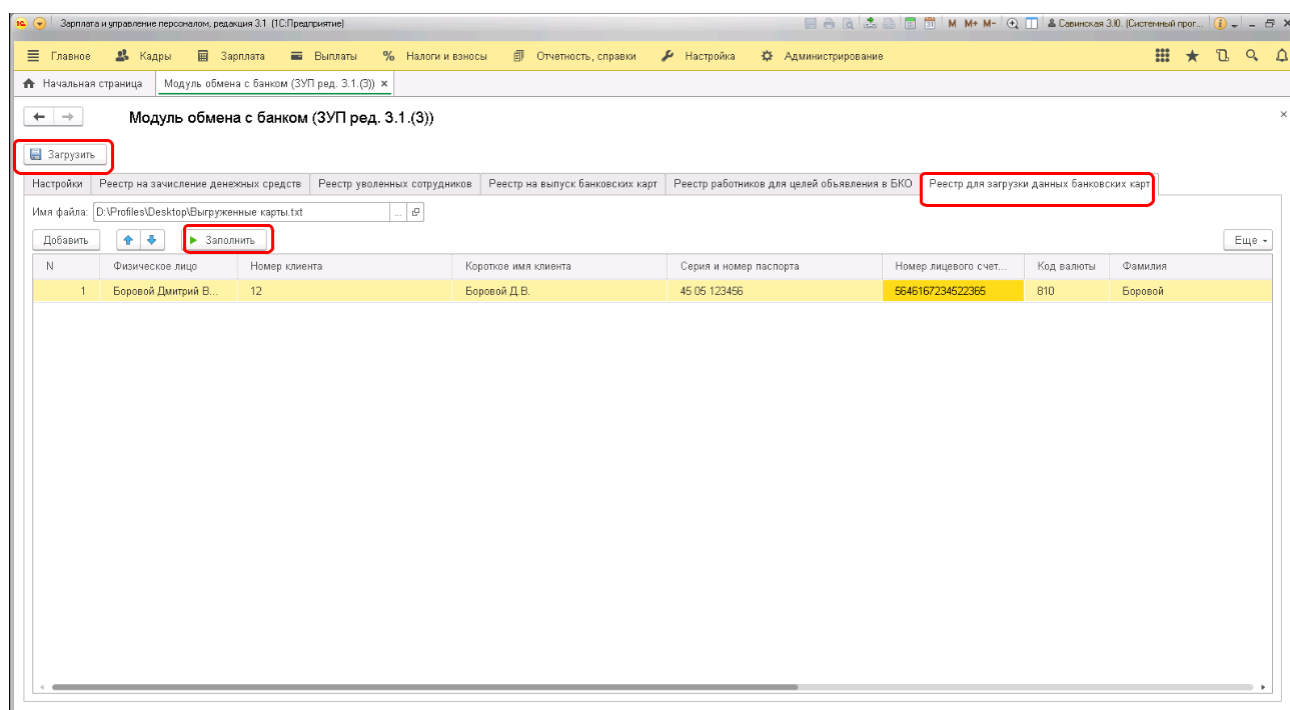 Зарплата и управление персоналом, редакция 3.1 (1С:Предприятие) M M+ M- Савинская З.Ю. (Системный прог...
Главное Кадры Зарплата Выплаты % Налоги и взносы Отчетность, справки Настройка Администрирование
Начальная страница Модуль обмена с банком (ЗУП ред. 3.1.(3)) ×
Модуль обмена с банком (ЗУП ред. 3.1.(3))
Загрузить
Настройки Реестр на зачисление денежных средств Реестр уволенных сотрудников Реестр на выпуск банковских карт Реестр работников для целей объявления в БКО Реестр для загрузки данных банковских карт
Имя файла: D:\Profiles\Desktop\Выгруженные карты.txt ...
Добавить Заполнить Еще
N Физическое лицо Номер клиента Короткое имя клиента Серия и номер паспорта Номер лицевого счет... Код валюты Фамилия
1 Боровой Дмитрий В... 12 Боровой Д.В. 45 05 123456 5646167234522365 810 Боровой